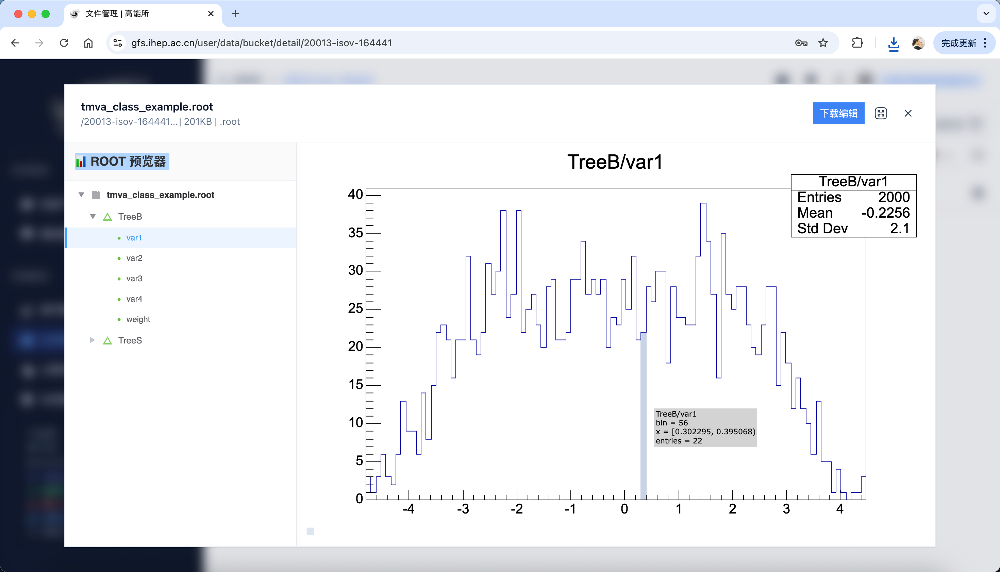 文件管理 | 高能所
gfs.ihep.ac.cn/user/data/bucket/detail/20013-isov-164441
完成更新
tmva_class_example.root
/20013-isov-164441... | 201KB | .root
下载编辑
ROOT 预览器
tmva_class_example.root
TreeB
var1
var2
var3
var4
weight
TreeS
TreeB/var1
TreeB/var1
Entries 2000
Mean -0.2256
Std Dev 2.1
40
35
30
25
20
15
10
5
0
TreeB/var1
bin = 56
x = [0.302295, 0.395068)
entries = 22
-4 -3 -2 -1 0 1 2 3 4